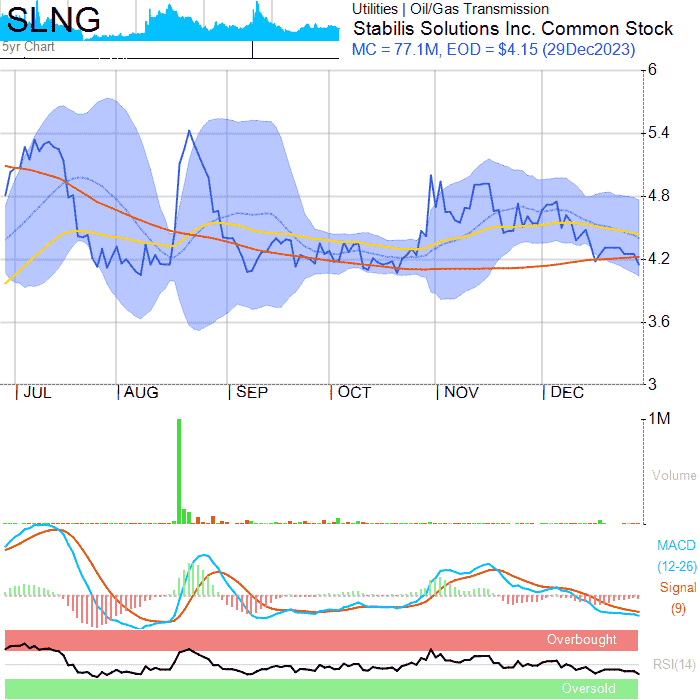 SLNG
5yr Chart
Utilities | Oil/Gas Transmission
Stabilis Solutions Inc. Common Stock
MC = 77.1M, EOD = $4.15 (29Dec2023)
6
5.4
4.8
4.2
3.6
3
JUL AUG SEP OCT NOV DEC
1M
Volume
MACD
(12-26)
Signal
(9)
Overbought
RSI(14)
Oversold